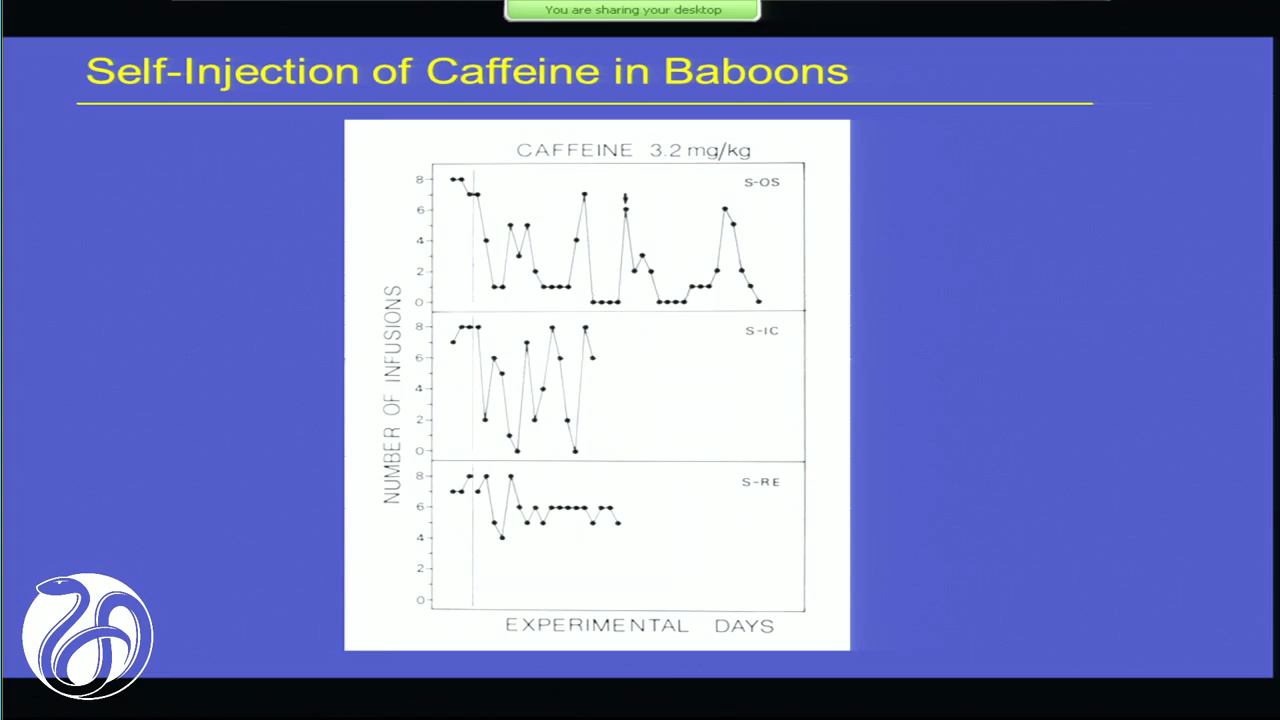 You are sharing your desktop
Self-Injection of Caffeine in Baboons
CAFFEINE 3.2 mg/kg
S-OS
8
6
4
2
0
S-IC
8
6
4
2
0
S-RE
8
6
4
2
0
NUMBER OF INFUSIONS
EXPERIMENTAL DAYS